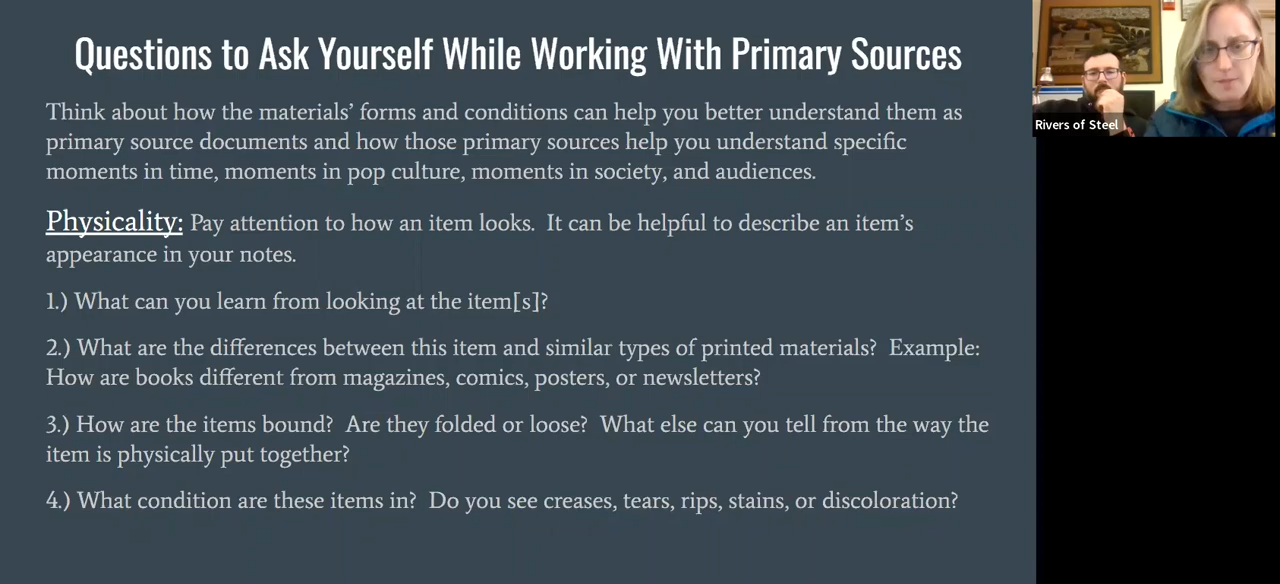 Questions to Ask Yourself While Working With Primary Sources
Think about how the materials’ forms and conditions can help you better understand them as
primary source documents and how those primary sources help you understand specific
moments in time, moments in pop culture, moments in society, and audiences.
Physicality: Pay attention to how an item looks.  It can be helpful to describe an item’s
appearance in your notes.
1.) What can you learn from looking at the item[s]?
2.) What are the differences between this item and similar types of printed materials?  Example:
How are books different from magazines, comics, posters, or newsletters?
3.) How are the items bound?  Are they folded or loose?  What else can you tell from the way the
item is physically put together?
4.) What condition are these items in?  Do you see creases, tears, rips, stains, or discoloration?
Rivers of Steel